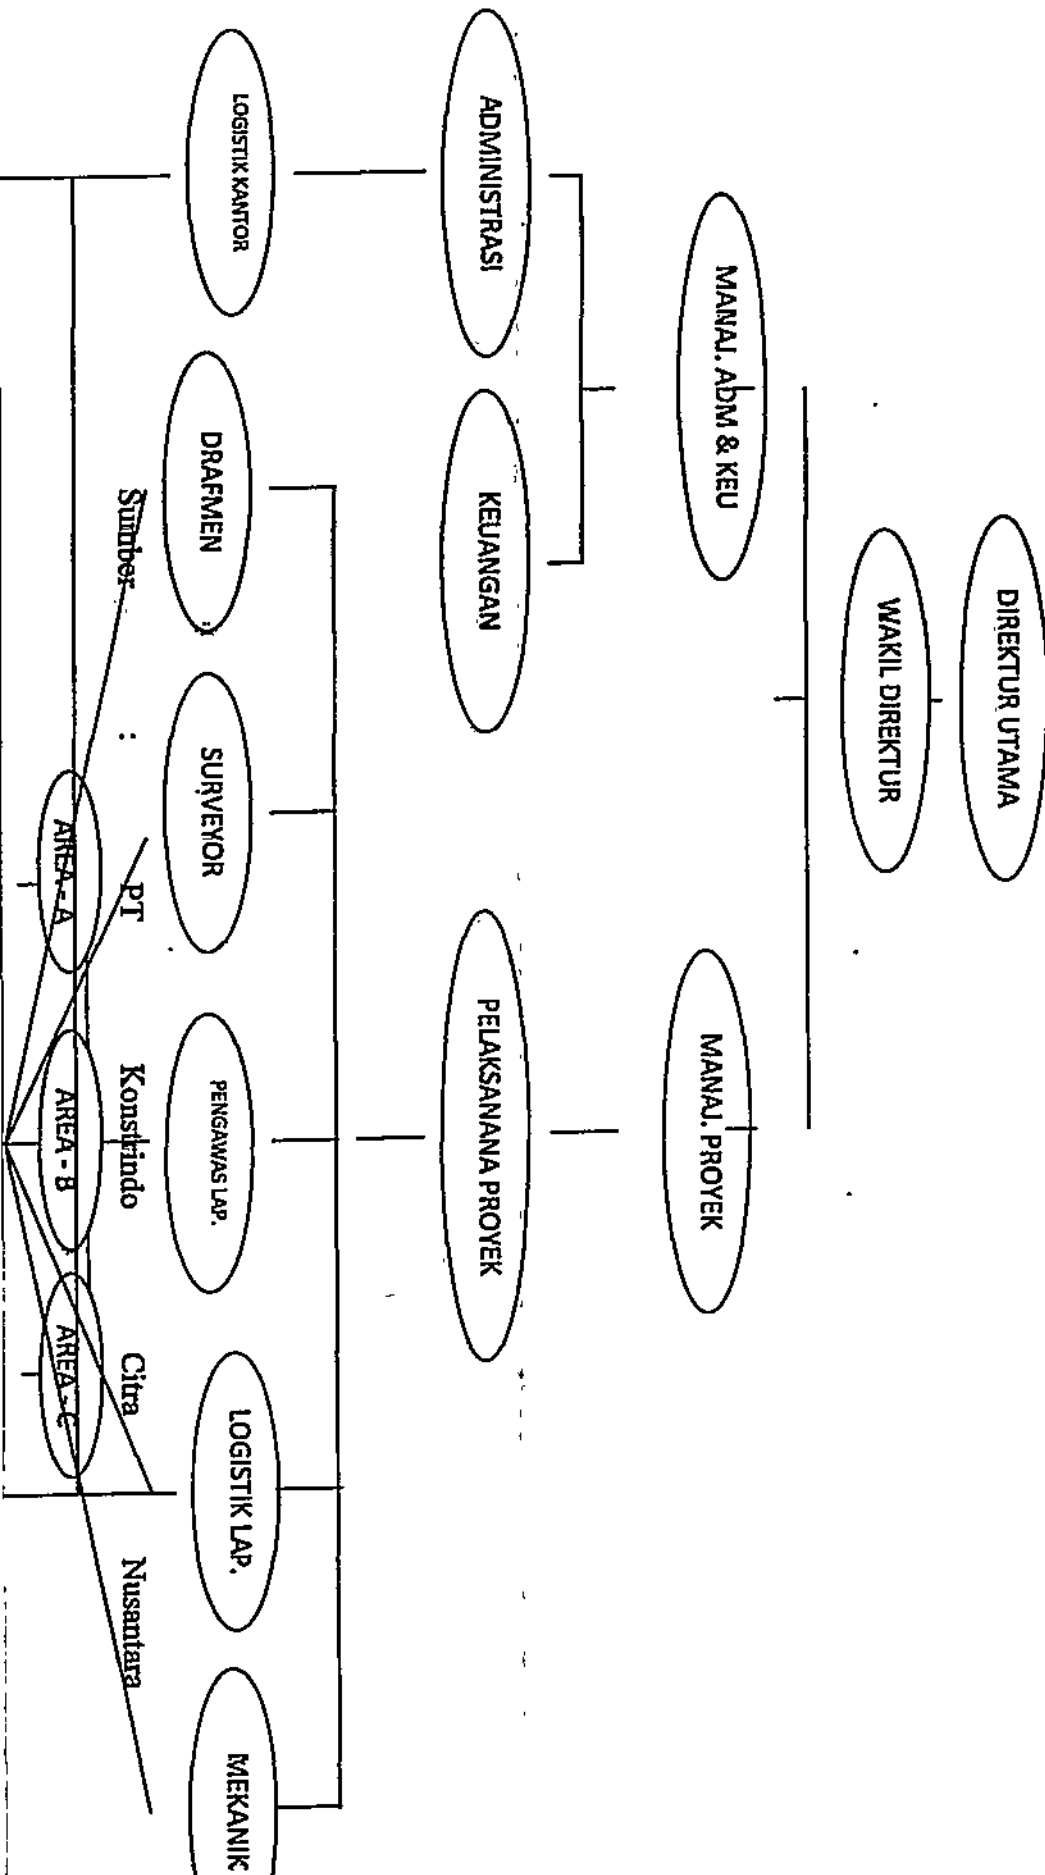 DIREKTUR UTAMA
WAKIL DIREKTUR
MANAJ. ADM & KEU
MANAJ. PROYEK
ADMINISTRASI
KEUANGAN
PELAKSANA PROYEK
LOGISTIK KANTOR
DRAFMEN
SURVEYOR
PENGAWAS LAP.
LOGISTIK LAP.
MEKANIK
Sumber : PT Konstrindo Citra Nusantara
AREA - A
AREA - B
AREA - C